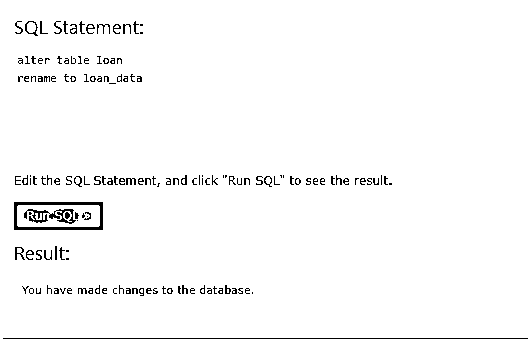 SQL Statement:
alter table loan
rename to loan_data
Edit the SQL Statement, and click "Run SQL" to see the result.
Run SQL »
Result:
You have made changes to the database.